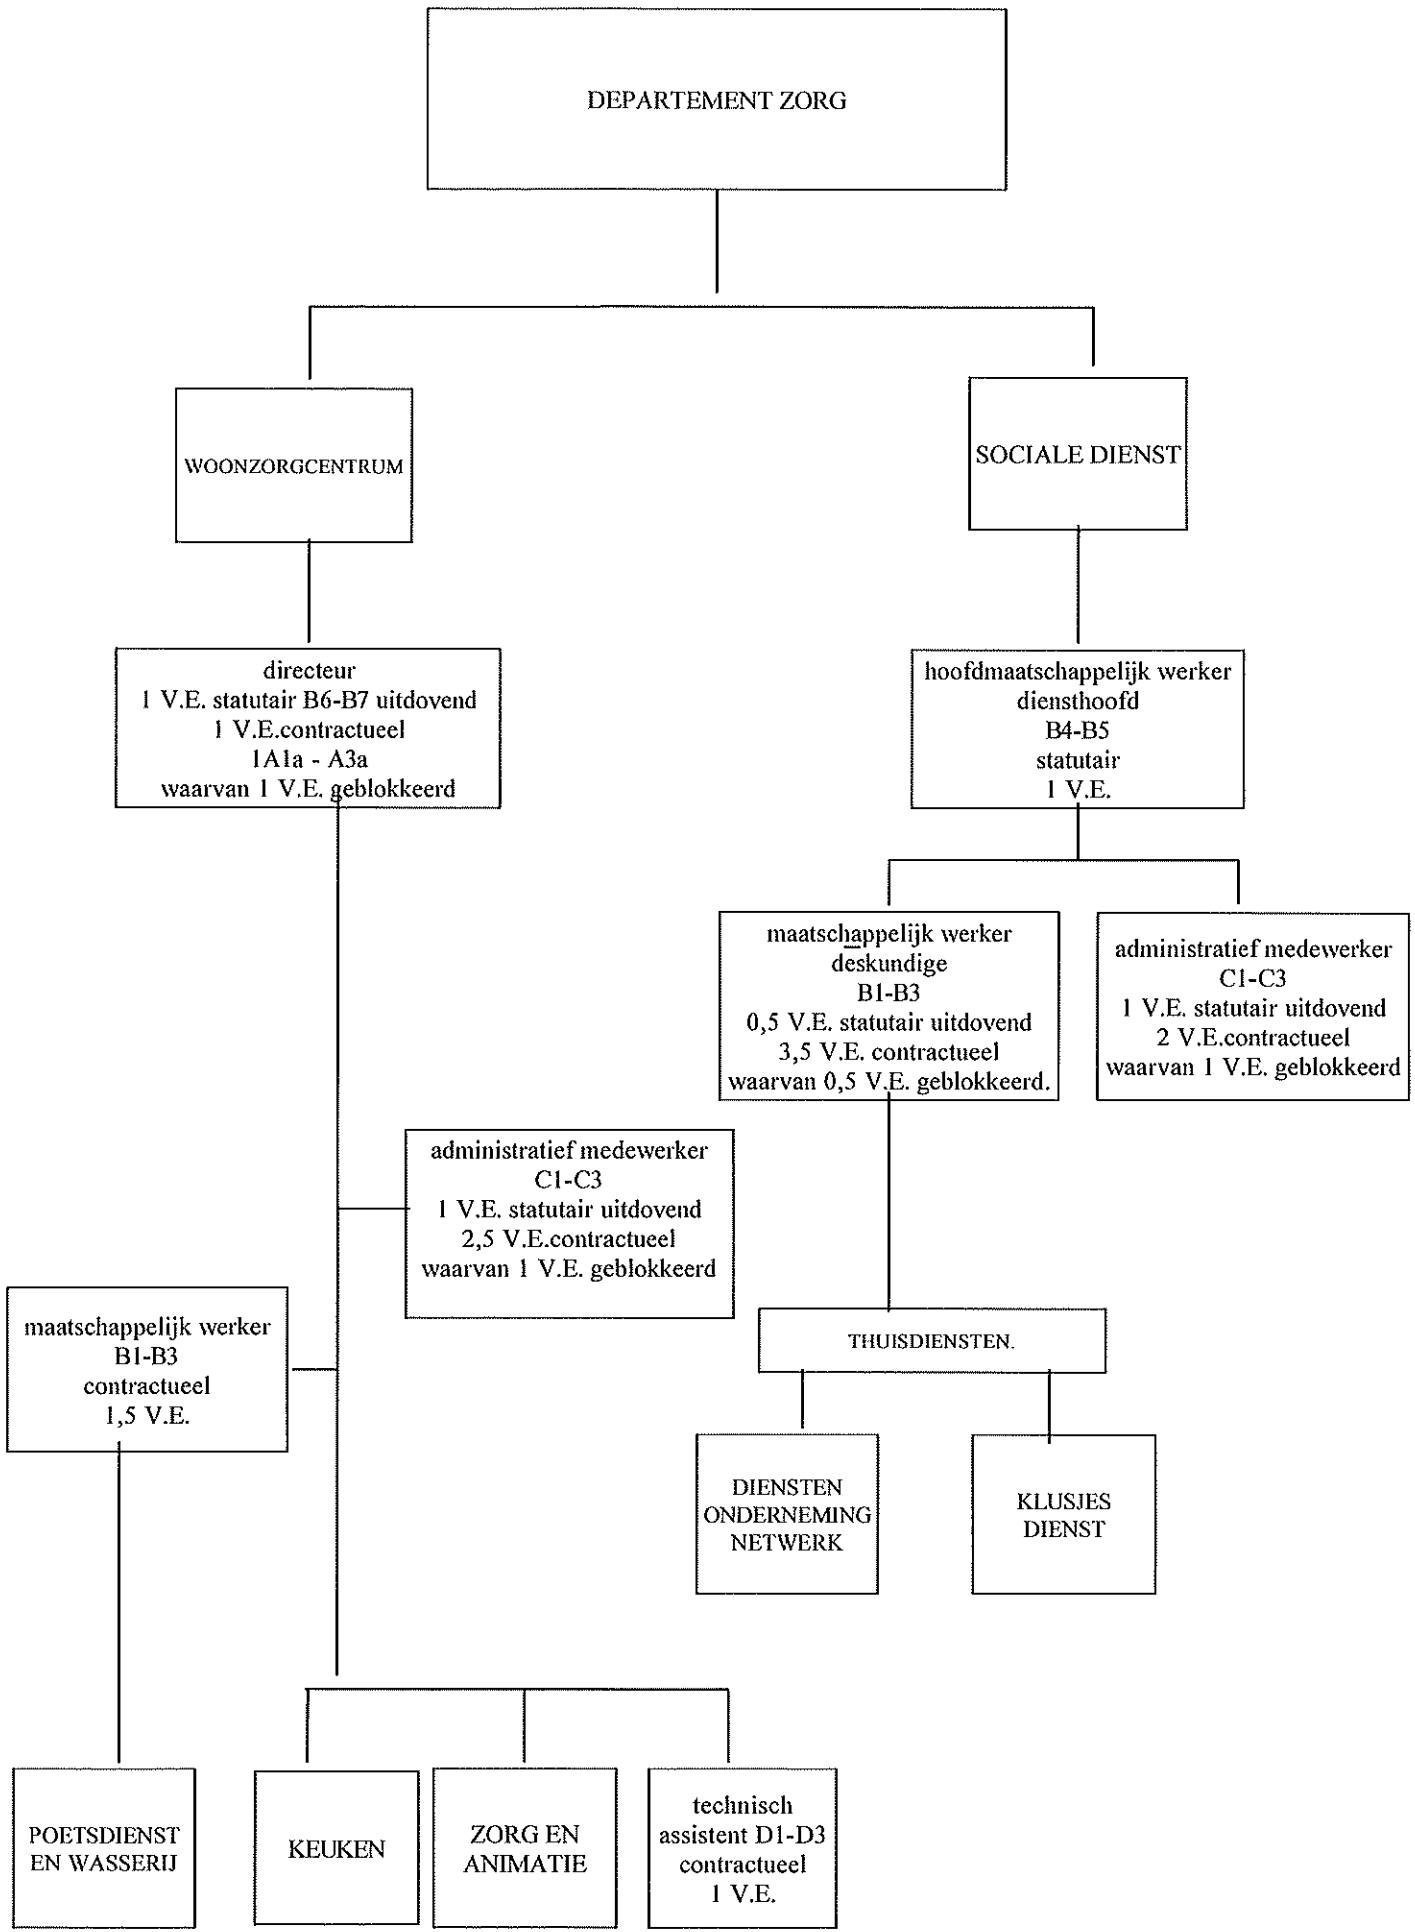 DEPARTEMENT ZORG
WOONZORGCENTRUM
SOCIALE DIENST
directeur
1 V.E. statutair B6-B7 uitdovend
1 V.E.contractueel
1A1a - A3a
waarvan 1 V.E. geblokkeerd
hoofdmaatschappelijk werker
diensthoofd
B4-B5
statutair
1 V.E.
maatschappelijk werker
deskundige
B1-B3
0,5 V.E. statutair uitdovend
3,5 V.E. contractueel
waarvan 0,5 V.E. geblokkeerd.
administratief medewerker
C1-C3
1 V.E. statutair uitdovend
2 V.E.contractueel
waarvan 1 V.E. geblokkeerd
administratief medewerker
C1-C3
1 V.E. statutair uitdovend
2,5 V.E.contractueel
waarvan 1 V.E. geblokkeerd
maatschappelijk werker
B1-B3
contractueel
1,5 V.E.
THUISDIENSTEN.
DIENSTEN
ONDERNEMING
NETWERK
KLUSJES
DIENST
POETSDIENST
EN WASSERIJ
KEUKEN
ZORG EN
ANIMATIE
technisch
assistent D1-D3
contractueel
1 V.E.